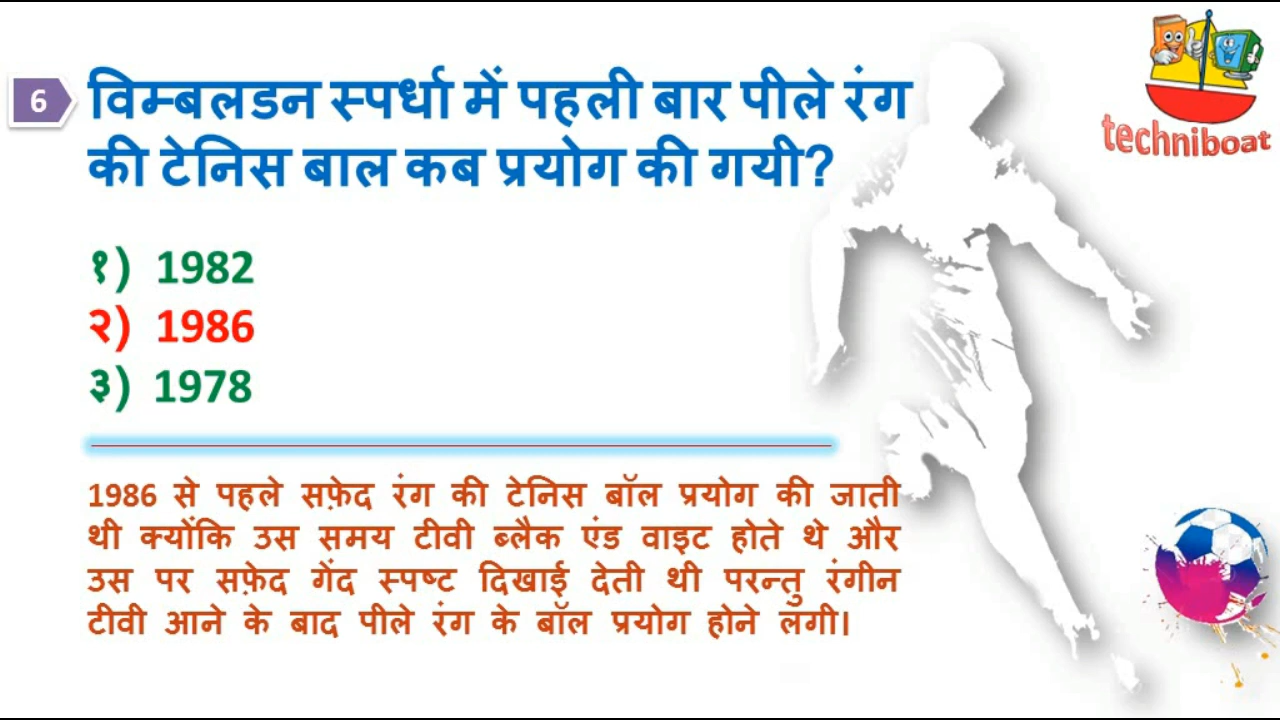 6
विम्बलडन स्पर्धा में पहली बार पीले रंग
की टेनिस बाल कब प्रयोग की गयी?
techniboat
१) 1982
२) 1986
३) 1978
1986 से पहले सफ़ेद रंग की टेनिस बॉल प्रयोग की जाती
थी क्योंकि उस समय टीवी ब्लैक एंड वाइट होते थे और
उस पर सफ़ेद गेंद स्पष्ट दिखाई देती थी परन्तु रंगीन
टीवी आने के बाद पीले रंग के बॉल प्रयोग होने लगी।